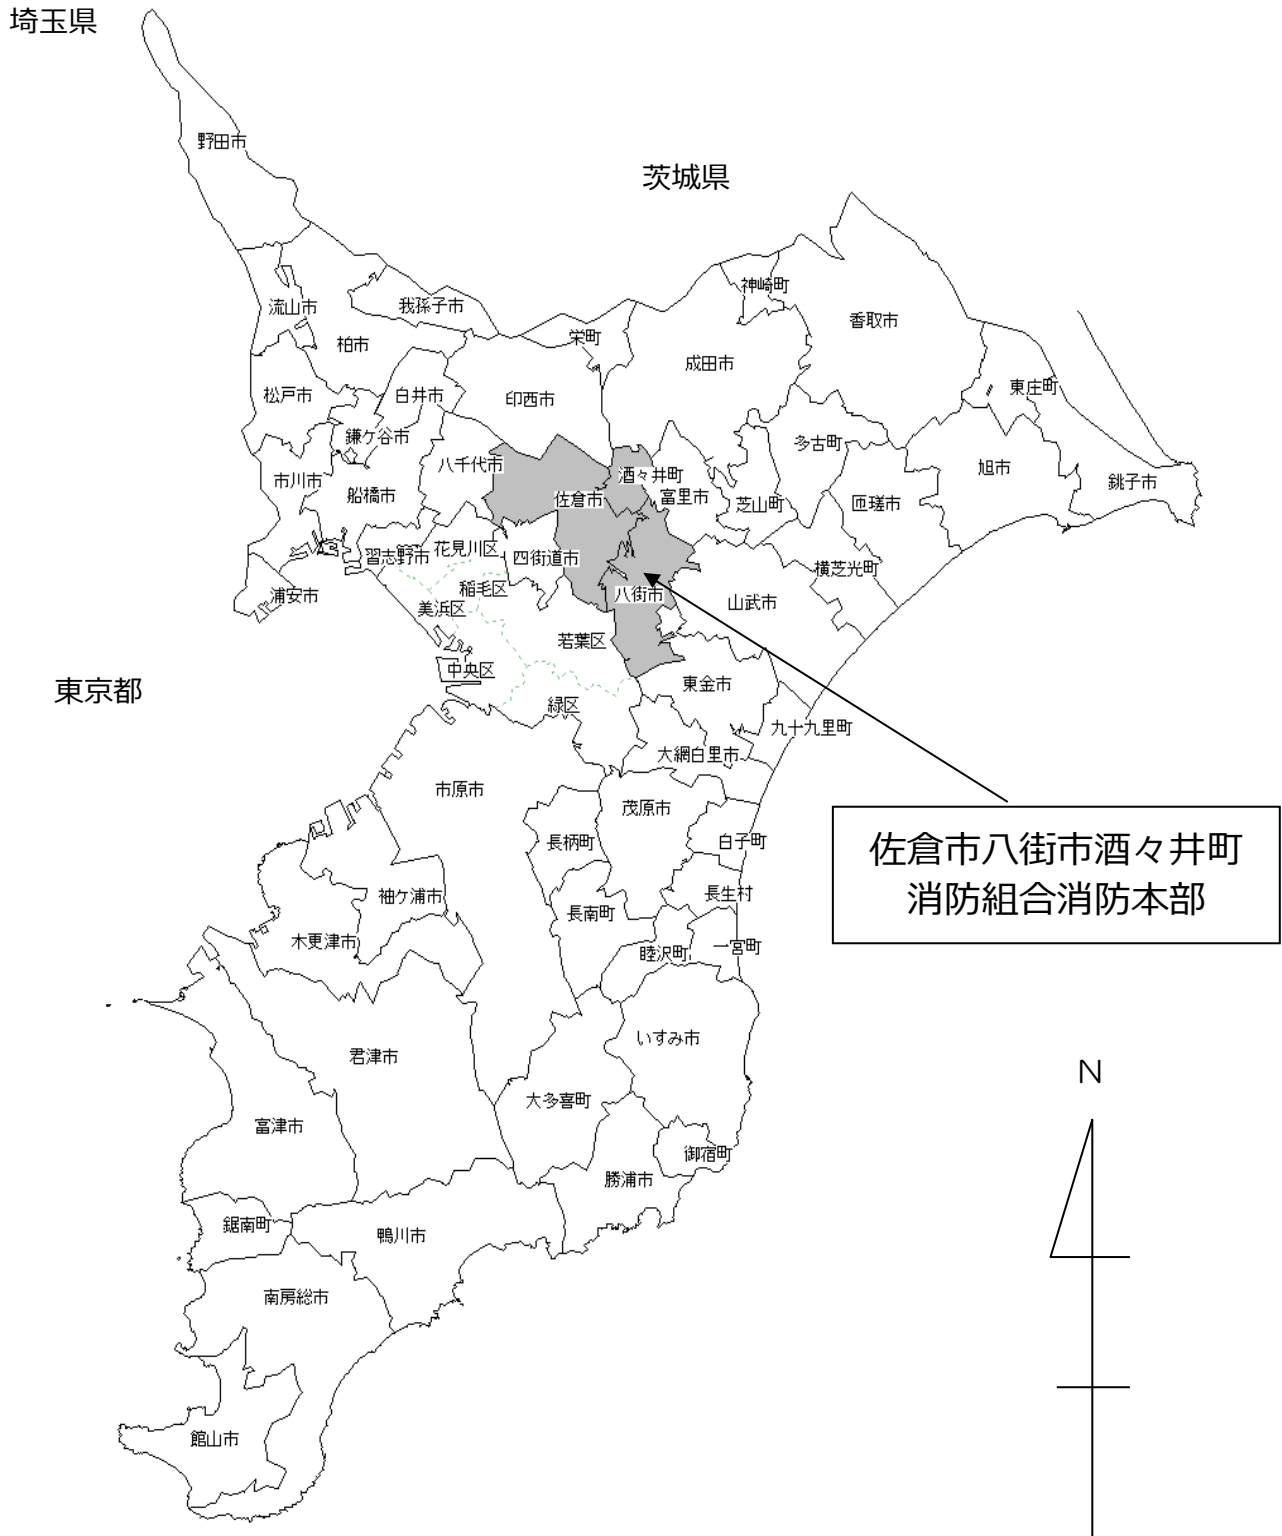 埼玉県
野田市
茨城県
神崎町
流山市
我孫子市
香取市
栄町
柏市
成田市
東庄町
松戸市
白井市
印西市
鎌ケ谷市
多古町
八千代市
旭市
市川市
酒々井町
銚子市
船橋市
佐倉市
富里市
芝山町
匝瑳市
習志野市
花見川区
四街道市
横芝光町
稲毛区
浦安市
八街市
山武市
美浜区
若葉区
中央区
東京都
東金市
緑区
九十九里町
大網白里市
市原市
茂原市
長柄町
白子町
佐倉市八街市酒々井町
消防組合消防本部
袖ケ浦市
長生村
長南町
木更津市
睦沢町
一宮町
いすみ市
君津市
N
大多喜町
富津市
御宿町
勝浦市
鋸南町
鴨川市
南房総市
館山市